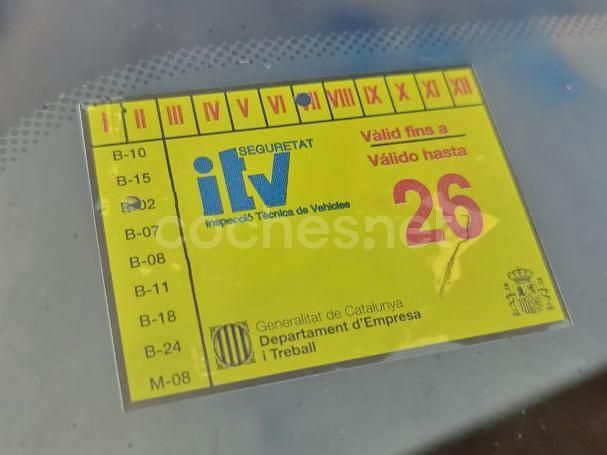 I II III IV V VI VII VIII IX X XI XII
B-10
B-15
B-02
B-07
B-08
B-11
B-18
B-24
M-08
SEGURETAT
itv
Inspecció Tècnica de Vehicles
Vàlid fins a
Válido hasta
26
coches.net
Generalitat de Catalunya
Departament d'Empresa
i Treball